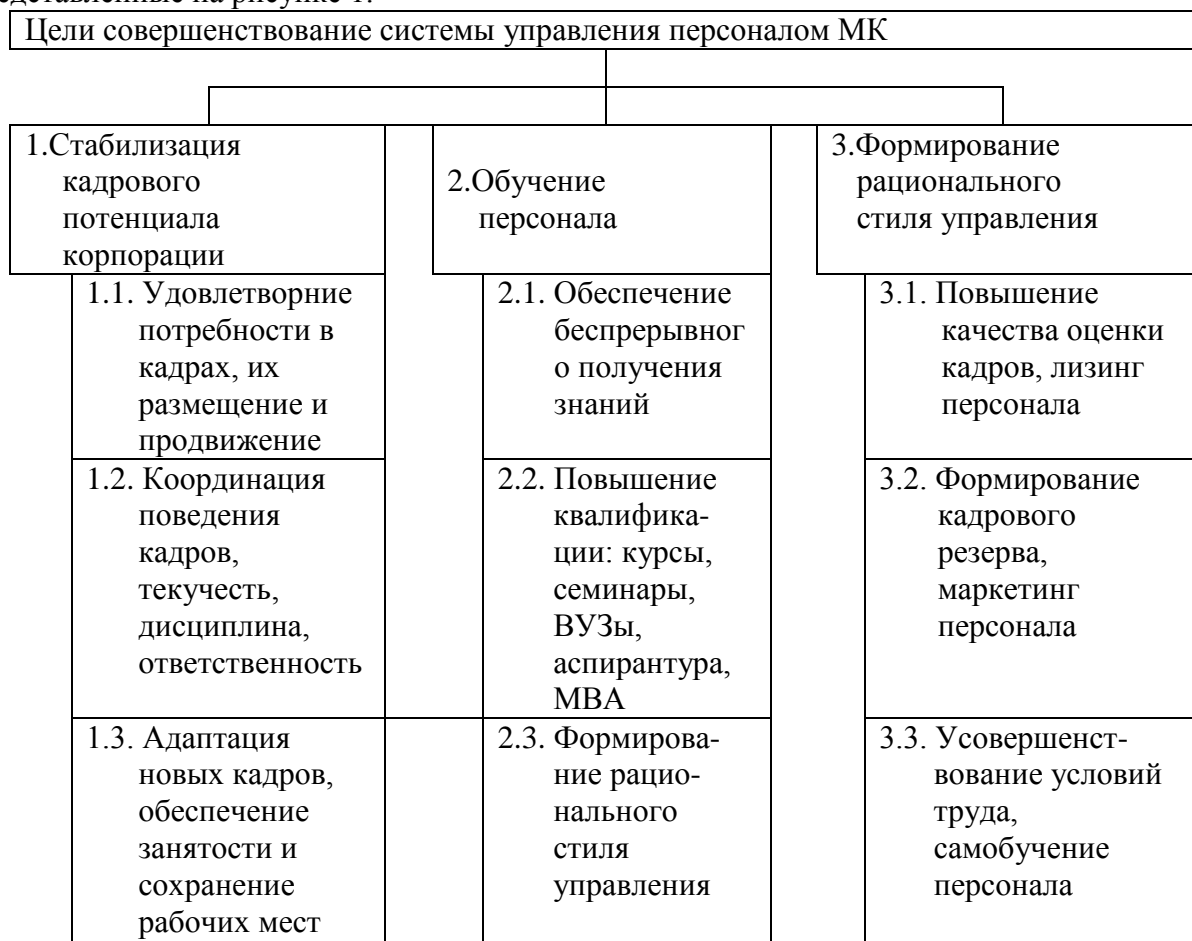 Цели совершенствование системы управления персоналом МК
1.Стабилизация
кадрового
потенциала
корпорации
2.Обучение
персонала
3.Формирование
рационального
стиля управления
1.1. Удовлетворние
потребности в
кадрах, их
размещение и
продвижение
2.1. Обеспечение
беспрерывног
о получения
знаний
3.1. Повышение
качества оценки
кадров, лизинг
персонала
1.2. Координация
поведения
кадров,
текучесть,
дисциплина,
ответственность
2.2. Повышение
квалифика-
ции: курсы,
семинары,
ВУЗы,
аспирантура,
МВА
3.2. Формирование
кадрового
резерва,
маркетинг
персонала
1.3. Адаптация
новых кадров,
обеспечение
занятости и
сохранение
рабочих мест
2.3. Формирова-
ние рацио-
нального
стиля
управления
3.3. Усовершенст-
вование условий
труда,
самобучение
персонала